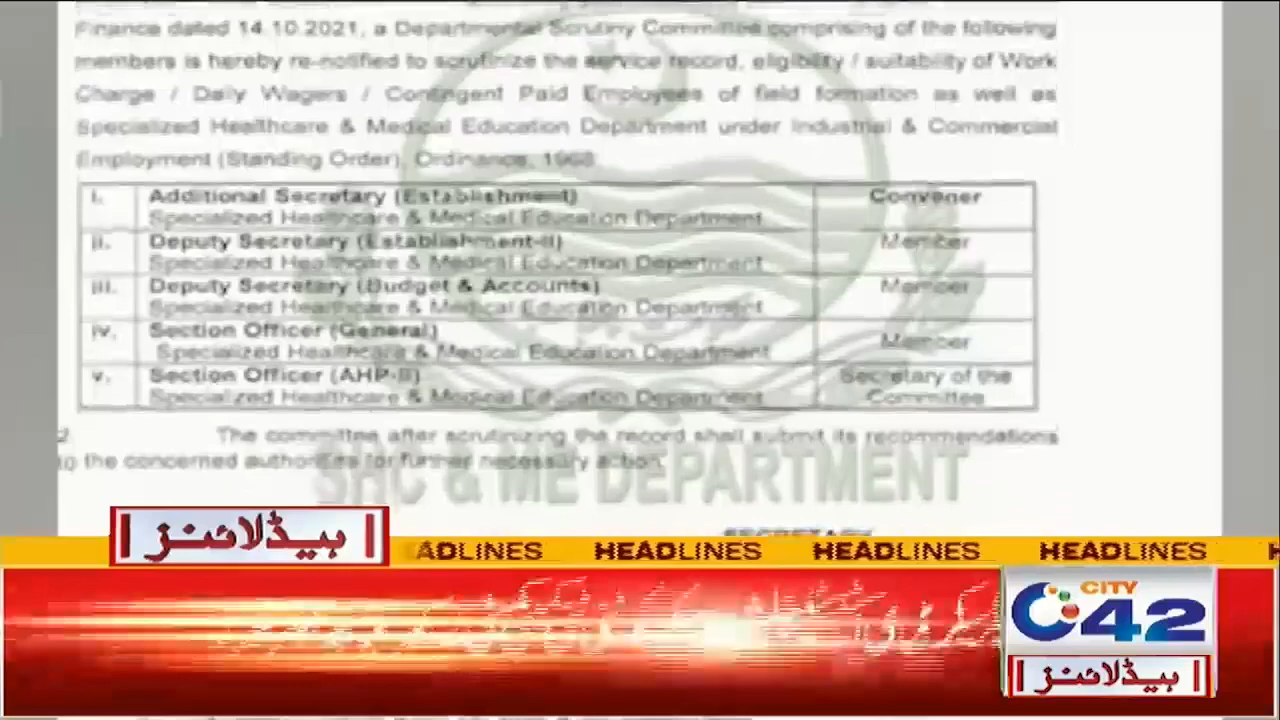 Finance dated 14.10.2021, a Departmental Scrutiny Committee comprising of the following
members is hereby re-notified to scrutinize the service record, eligibility / suitability of Work
Charge / Daily Wagers / Contingent Paid Employees of field formation as well as
Specialized Healthcare & Medical Education Department under Industrial & Commercial
Employment (Standing Order), Ordinance, 1968
i. Additional Secretary (Establishment) Convener
Specialized Healthcare & Medical Education Department
ii. Deputy Secretary (Establishment-II) Member
Specialized Healthcare & Medical Education Department
iii. Deputy Secretary (Budget & Accounts) Member
Specialized Healthcare & Medical Education Department
iv. Section Officer (General) Member
Specialized Healthcare & Medical Education Department
v. Section Officer (AHP-II) Secretary of the
Specialized Healthcare & Medical Education Department Committee
2 The committee after scrutinizing the record shall submit its recommendations
to the concerned authorities for further necessary action.
SHC & ME DEPARTMENT
SECRETARY
ہیڈلائنز
ADLINES HEADLINES HEADLINES HEADLINES H
CITY
42
ہیڈلائنز